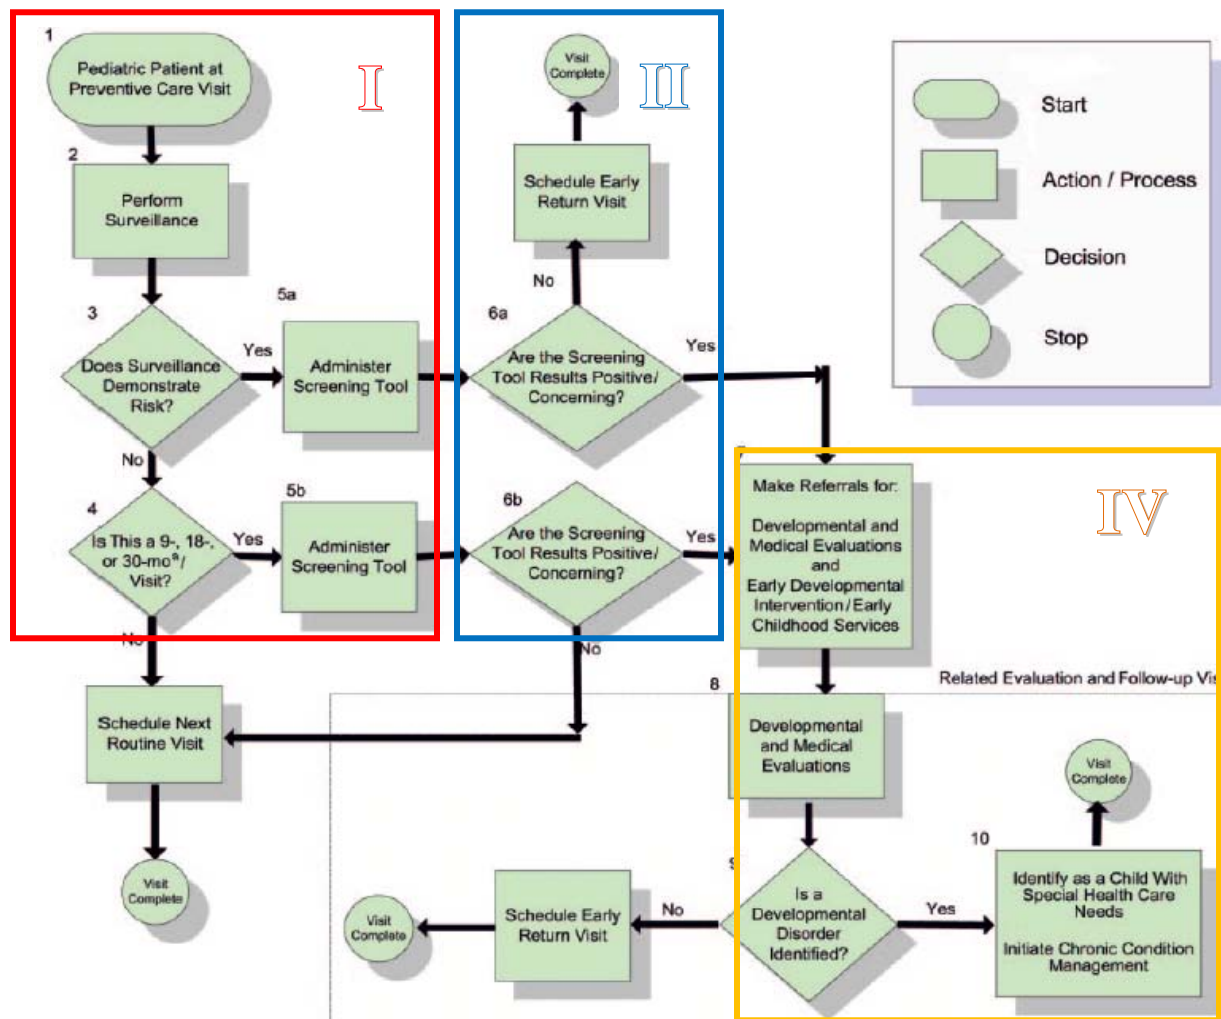 1
Pediatric Patient at
Preventive Care Visit
I
2
Perform
Surveillance
3
Does Surveillance
Demonstrate
Risk?
Yes
5a
Administer
Screening Tool
No
4
Is This a 9-, 18-,
or 30-moª/
Visit?
Yes
5b
Administer
Screening Tool
No
Schedule Next
Routine Visit
Visit
Complete
II
Visit
Complete
Schedule Early
Return Visit
No
6a
Are the Screening
Tool Results Positive/
Concerning?
Yes
6b
Are the Screening
Tool Results Positive/
Concerning?
Yes
No
Start
Action / Process
Decision
Stop
IV
Make Referrals for:
Developmental and
Medical Evaluations
and
Early Developmental
Intervention/Early
Childhood Services
Related Evaluation and Follow-up Vis
8
Developmental
and Medical
Evaluations
9
Is a
Developmental
Disorder
Identified?
No
Schedule Early
Return Visit
Visit
Complete
Yes
10
Identify as a Child With
Special Health Care
Needs
Initiate Chronic Condition
Management
Visit
Complete